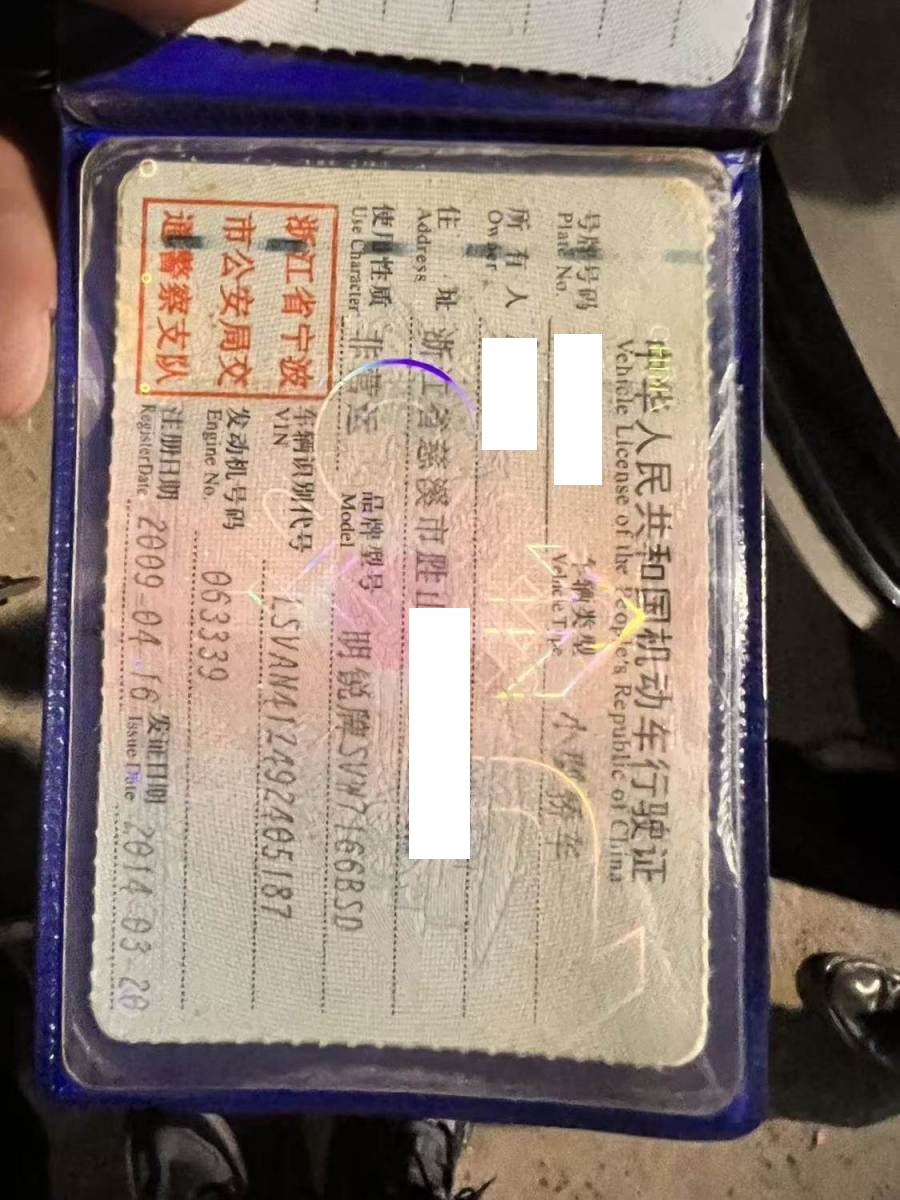 中华人民共和国机动车行驶证
Vehicle License of the People's Republic of China
号牌号码
Plate No.
车辆类型 小型轿车
Vehicle Type
所有人
Owner
住址 浙江省慈溪市胜山
Address
使用性质 非营运
Use Character
品牌型号 明锐牌SVW7166BSD
Model
浙江省宁波
市公安局交
通警察支队
车辆识别代号 LSVAN41Z492405187
VIN
发动机号码 063339
Engine No.
注册日期 2009-04-16
Register Date
发证日期 2014-03-20
Issue Date